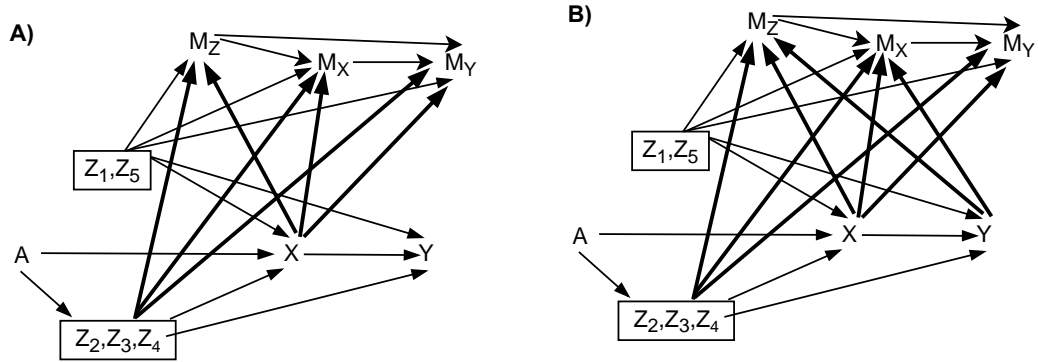 A)
M_Z
M_X
M_Y
Z_1,Z_5
A
X
Y
Z_2,Z_3,Z_4
B)
M_Z
M_X
M_Y
Z_1,Z_5
A
X
Y
Z_2,Z_3,Z_4